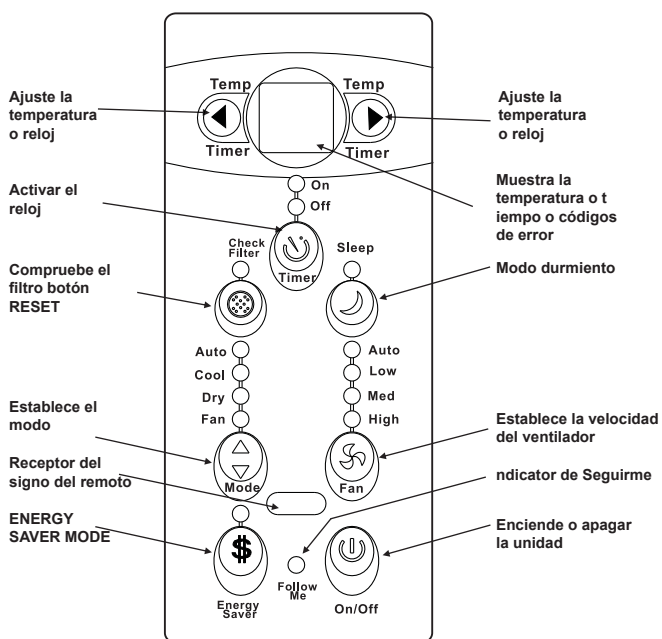 Ajuste la
temperatura
o reloj
Temp
Timer
Temp
Timer
Ajuste la
temperatura
o reloj
Activar el
reloj
On
Off
Muestra la
temperatura o t
iempo o códigos
de error
Compruebe el
filtro botón
RESET
Check
Filter
Timer
Sleep
Modo durmiento
Auto
Cool
Dry
Fan
Auto
Low
Med
High
Establece el
modo
Mode
Fan
Establece la velocidad
del ventilador
Receptor del
signo del remoto
ndicator de Seguirme
ENERGY
SAVER MODE
$
Energy
Saver
Follow
Me
On/Off
Enciende o apagar
la unidad